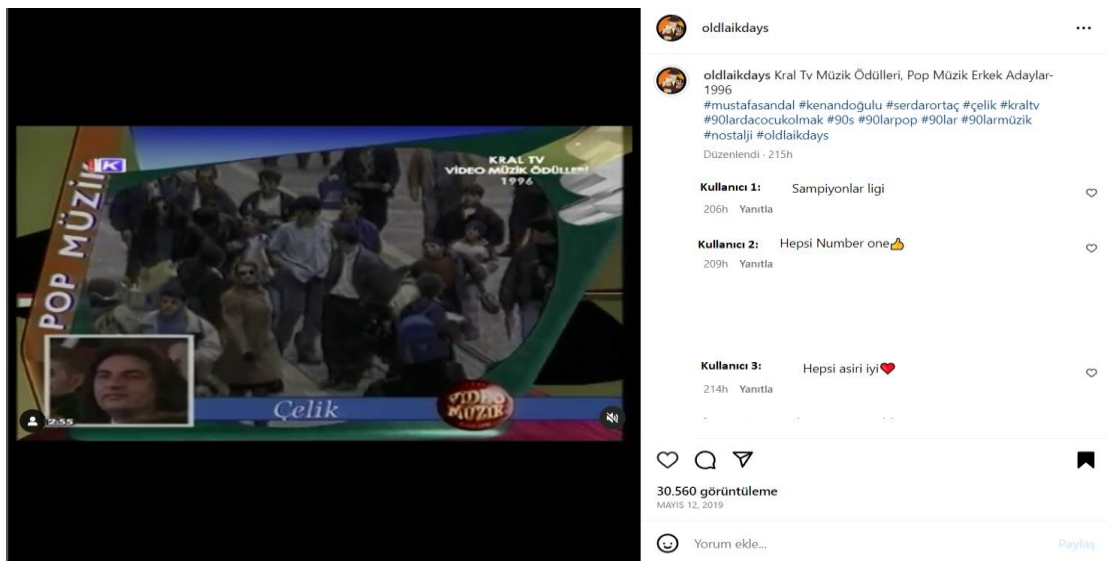 oldlaikdays
oldlaikdays Kral Tv Müzik Ödülleri, Pop Müzik Erkek Adaylar-
1996
#mustafasandal #kenandoğulu #serdarortaç #çelik #kraltv
#90lardacocukolmak #90s #90larpop #90lar #90larmüzik
#nostalji #oldlaikdays
Düzenlendi · 215h
Kullanıcı 1: Sampiyonlar ligi
206h Yanıtla
Kullanıcı 2: Hepsi Number one👍
209h Yanıtla
Kullanıcı 3: Hepsi asiri iyi❤️
214h Yanıtla
30.560 görüntüleme
MAYIS 12, 2019
Yorum ekle...
Paylaş
K
KRAL TV
VİDEO MÜZİK ÖDÜLLERİ
1996
POP MÜZİK
Çelik
VIDEO
MÜZİK
2:55